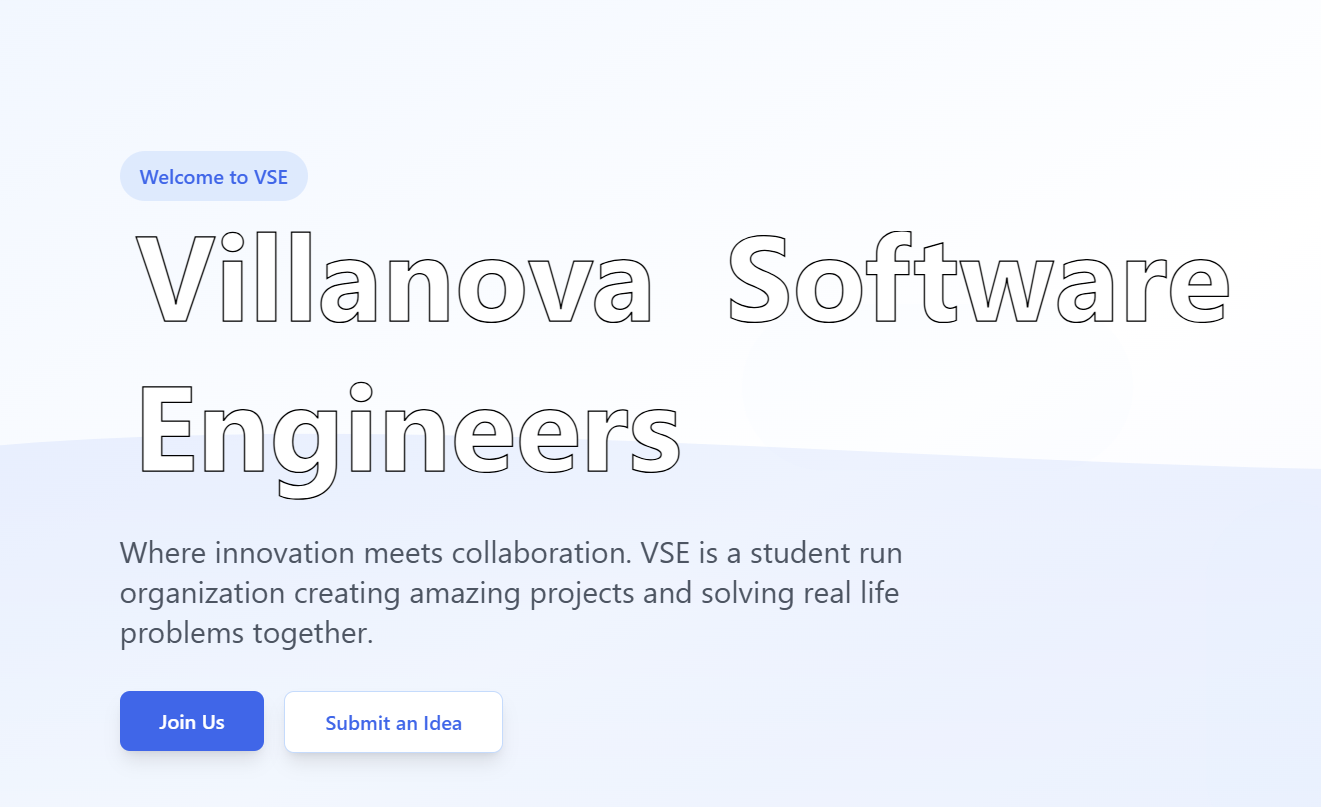 Welcome to VSE
Villanova Software
Engineers
Where innovation meets collaboration. VSE is a student run
organization creating amazing projects and solving real life
problems together.
Join Us
Submit an Idea